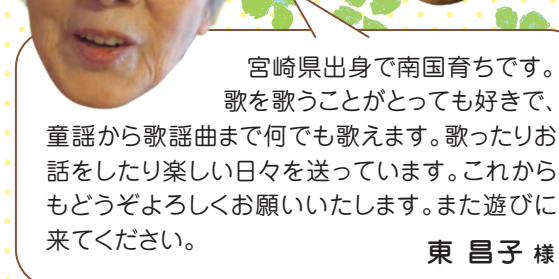 宮崎県出身で南国育ちです。
歌を歌うことがとっても好きで、
童謡から歌謡曲まで何でも歌えます。歌ったりお
話をしたり楽しい日々を送っています。これから
もどうぞよろしくお願いいたします。また遊びに
来てください。
東 昌子 様